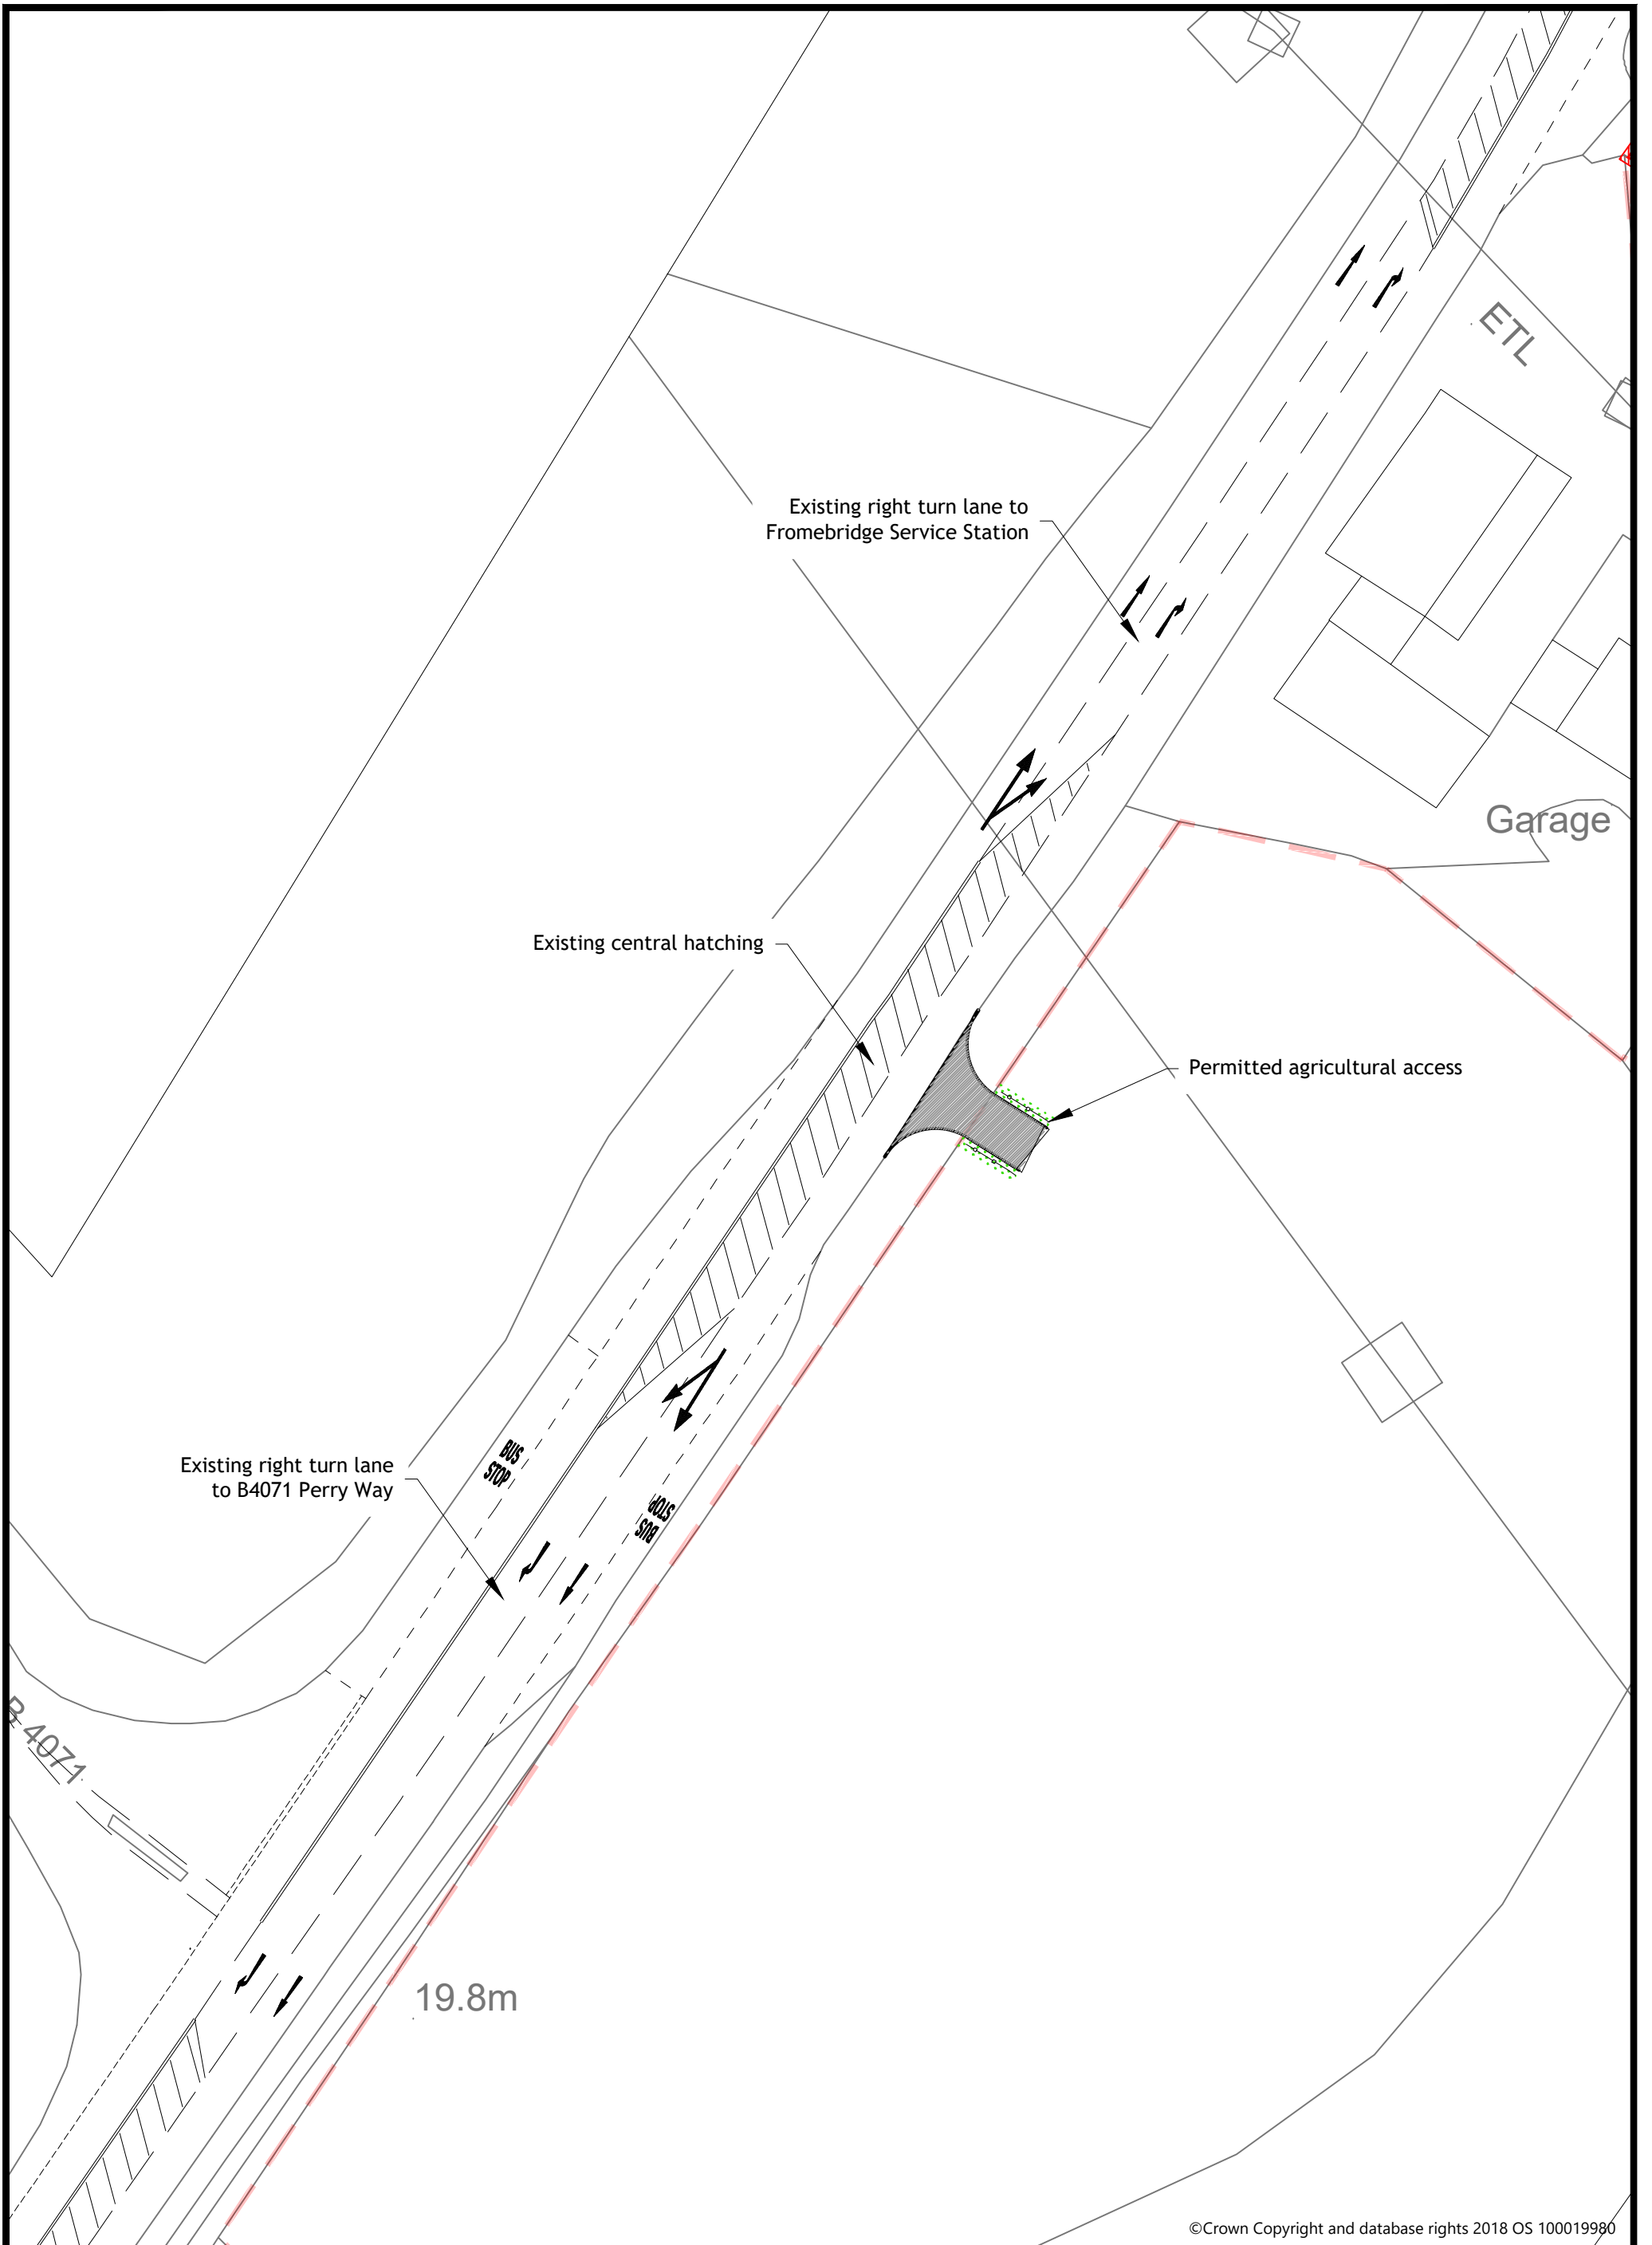 ETL
Existing right turn lane to
Fromebridge Service Station
Garage
Existing central hatching
Permitted agricultural access
BUS
STOP
Existing right turn lane
to B4071 Perry Way
BUS
STOP
B 4071
19.8m
©Crown Copyright and database rights 2018 OS 100019980